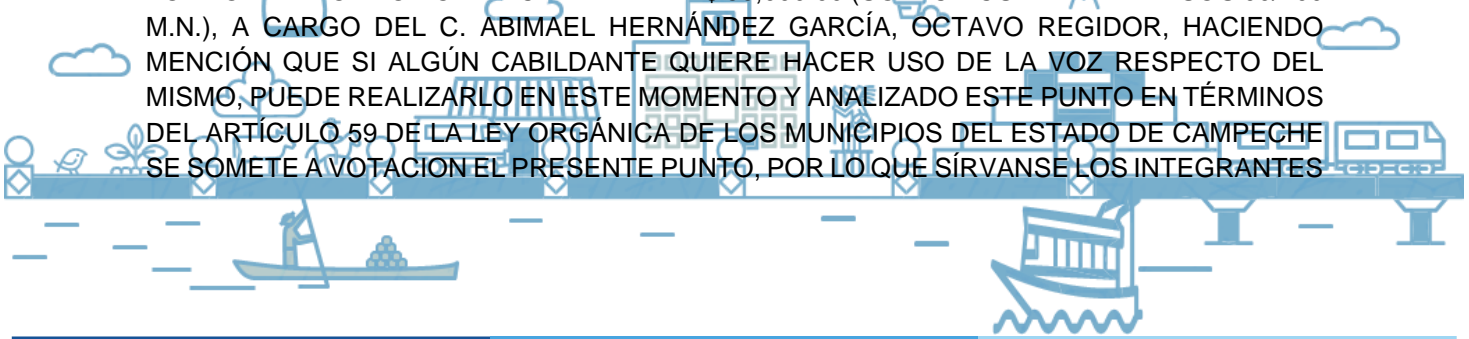 M.N.), A CARGO DEL C. ABIMAEL HERNÁNDEZ GARCÍA, OCTAVO REGIDOR, HACIENDO
MENCIÓN QUE SI ALGÚN CABILDANTE QUIERE HACER USO DE LA VOZ RESPECTO DEL
MISMO, PUEDE REALIZARLO EN ESTE MOMENTO Y ANALIZADO ESTE PUNTO EN TÉRMINOS
DEL ARTÍCULO 59 DE LA LEY ORGÁNICA DE LOS MUNICIPIOS DEL ESTADO DE CAMPECHE
SE SOMETE A VOTACION EL PRESENTE PUNTO, POR LO QUE SÍRVANSE LOS INTEGRANTES